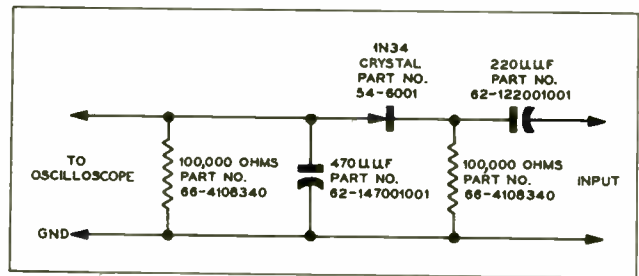 1N34
CRYSTAL
PART NO.
54-6001
220UUF
PART NO.
62-122001001
TO
OSCILLOSCOPE
100,000 OHMS
PART NO.
66-4108340
470UUF
PART NO.
62-147001001
100,000 OHMS
PART NO.
66-4108340
INPUT
GND